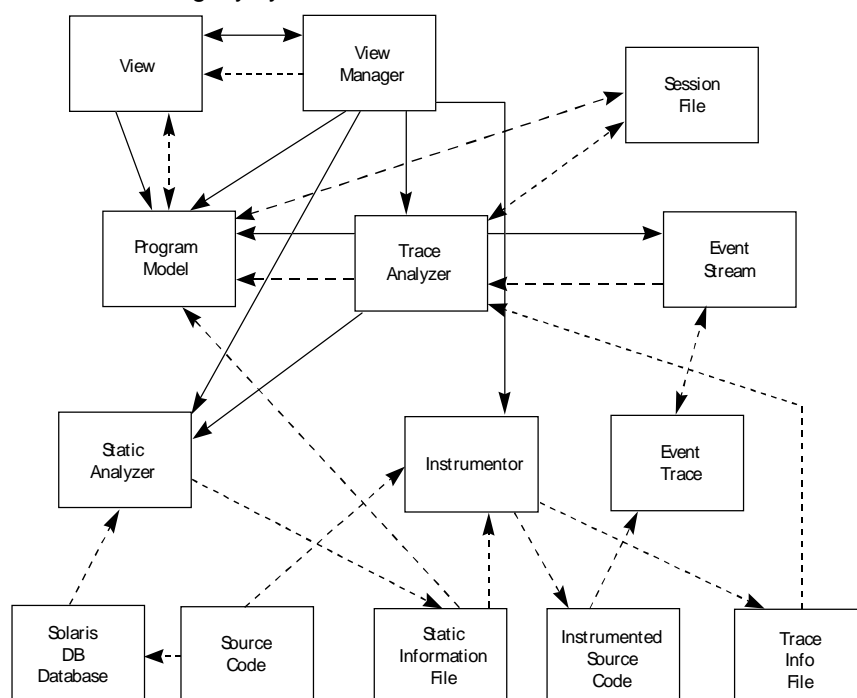 View
View
Manager
Session
File
Program
Model
Trace
Analyzer
Event
Stream
Static
Analyzer
Instrumentor
Event
Trace
Solaris
DB
Database
Source
Code
Static
Information
File
Instrumented
Source
Code
Trace
Info
File